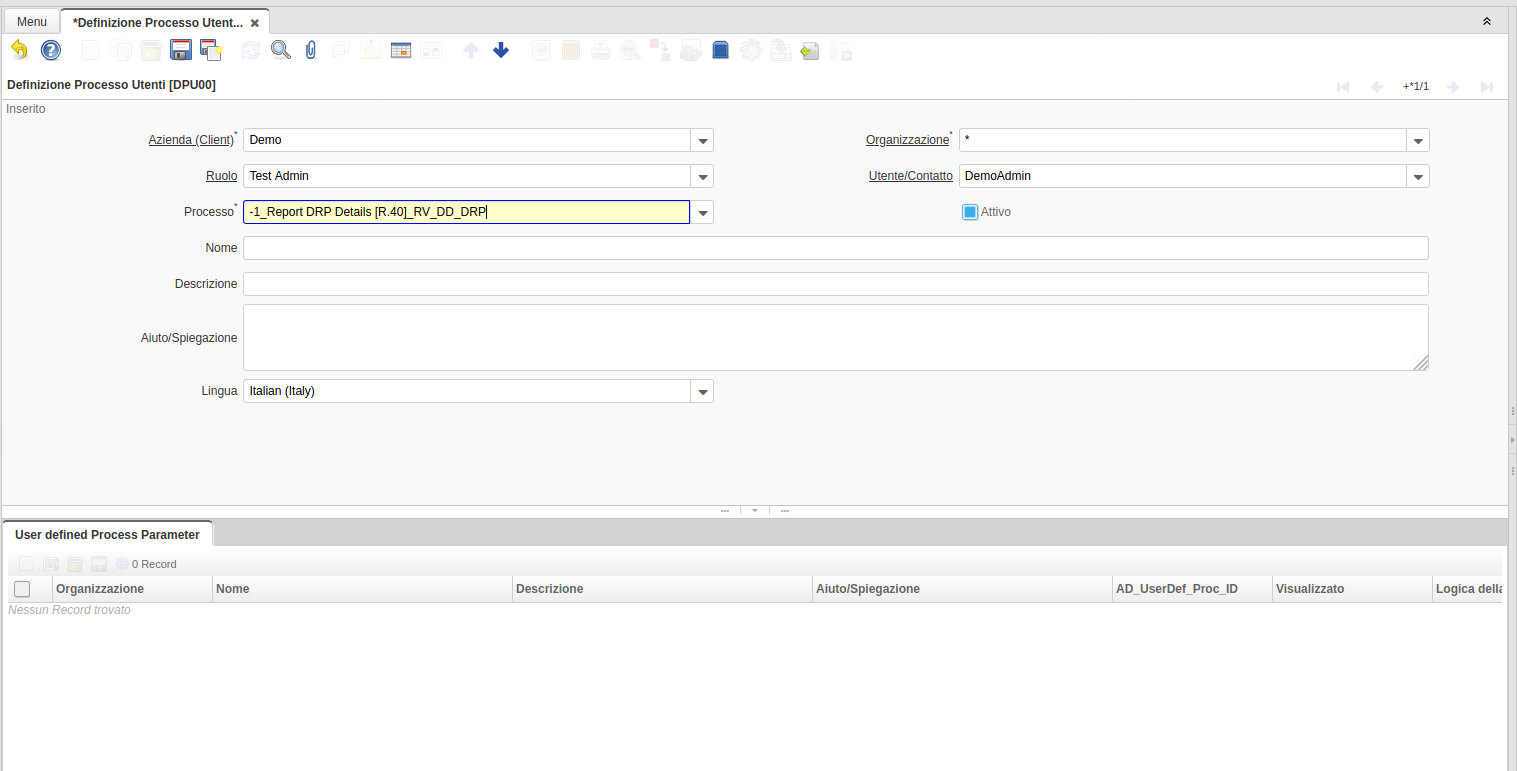 Menu
*Definizione Processo Utent...
Definizione Processo Utenti [DPU00]
+*1/1
Inserito
Azienda (Client)* Demo
Organizzazione* *
Ruolo Test Admin
Utente/Contatto DemoAdmin
Processo* -1_Report DRP Details [R.40]_RV_DD_DRP
Attivo
Nome
Descrizione
Aiuto/Spiegazione
Lingua Italian (Italy)
User defined Process Parameter
0 Record
Organizzazione Nome Descrizione Aiuto/Spiegazione AD_UserDef_Proc_ID Visualizzato Logica della
Nessun Record trovato